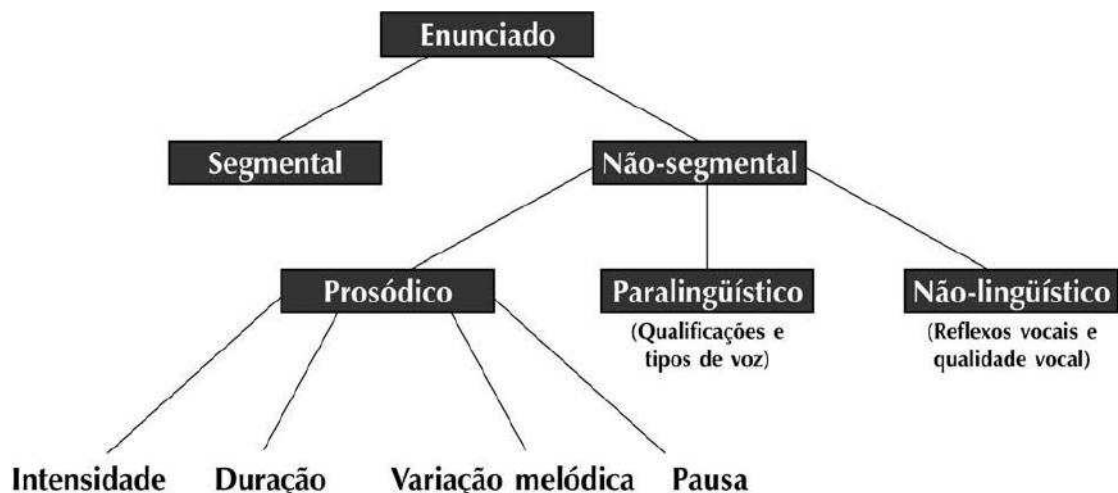 Enunciado
Segmental
Não-segmental
Prosódico
Paralingüístico
Não-lingüístico
(Qualificações e
tipos de voz)
(Reflexos vocais e
qualidade vocal)
Intensidade
Duração
Variação melódica
Pausa